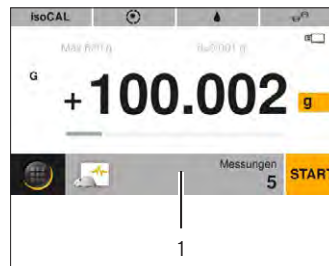 isoCAL
G
+100.002 g
Messungen
5
START
1